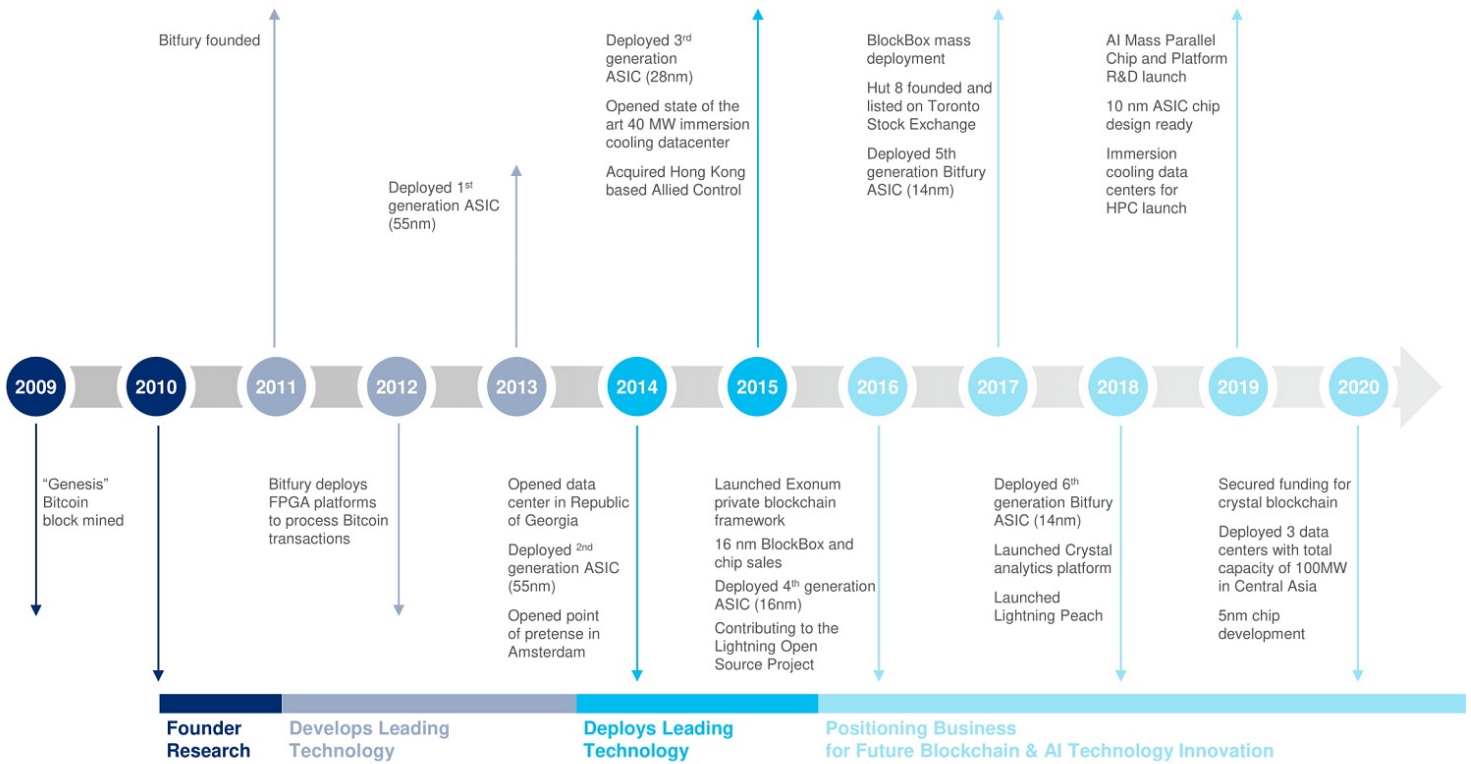 Bitfury founded
Deployed 1st
generation ASIC
(55nm)
Deployed 3rd
generation
ASIC (28nm)
Opened state of the
art 40 MW immersion
cooling datacenter
Acquired Hong Kong
based Allied Control
BlockBox mass
deployment
Hut 8 founded and
listed on Toronto
Stock Exchange
Deployed 5th
generation Bitfury
ASIC (14nm)
AI Mass Parallel
Chip and Platform
R&D launch
10 nm ASIC chip
design ready
Immersion
cooling data
centers for
HPC launch
2009
2010
2011
2012
2013
2014
2015
2016
2017
2018
2019
2020
“Genesis”
Bitcoin
block mined
Bitfury deploys
FPGA platforms
to process Bitcoin
transactions
Opened data
center in Republic
of Georgia
Deployed 2nd
generation ASIC
(55nm)
Opened point
of pretense in
Amsterdam
Launched Exonum
private blockchain
framework
16 nm BlockBox and
chip sales
Deployed 4th generation
ASIC (16nm)
Contributing to the
Lightning Open
Source Project
Deployed 6th
generation Bitfury
ASIC (14nm)
Launched Crystal
analytics platform
Launched
Lightning Peach
Secured funding for
crystal blockchain
Deployed 3 data
centers with total
capacity of 100MW
in Central Asia
5nm chip
development
Founder
Research
Develops Leading
Technology
Deploys Leading
Technology
Positioning Business
for Future Blockchain & AI Technology Innovation